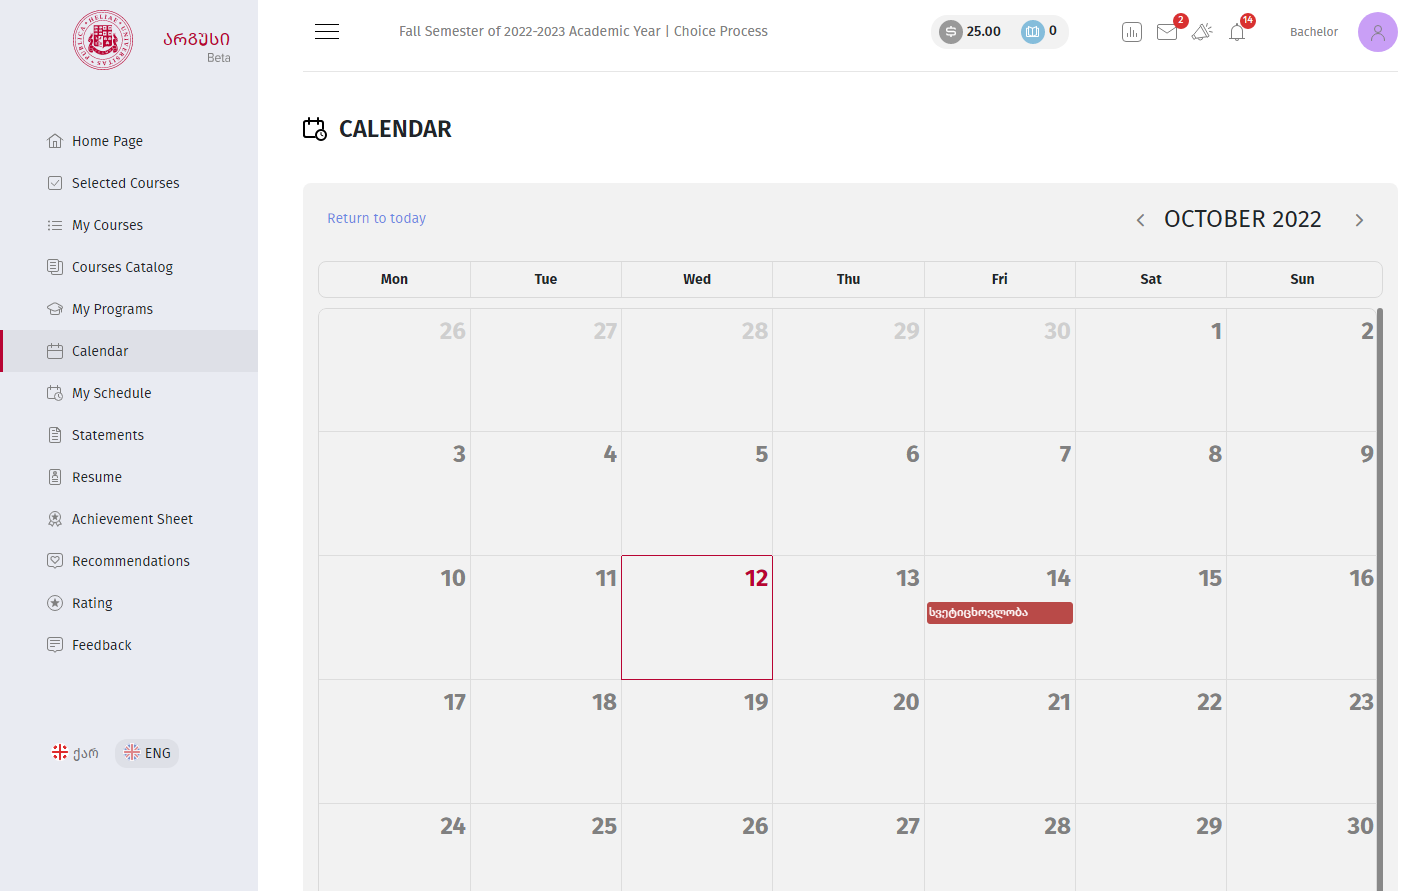 არგუსი
Beta
Home Page
Selected Courses
My Courses
Courses Catalog
My Programs
Calendar
My Schedule
Statements
Resume
Achievement Sheet
Recommendations
Rating
Feedback
ქარ ENG
Fall Semester of 2022-2023 Academic Year | Choice Process
25.00 0
2 14
Bachelor
CALENDAR
Return to today
OCTOBER 2022
Mon Tue Wed Thu Fri Sat Sun
26 27 28 29 30 1 2
3 4 5 6 7 8 9
10 11 12 13 14 15 16
სვეტიცხოვლობა
17 18 19 20 21 22 23
24 25 26 27 28 29 30